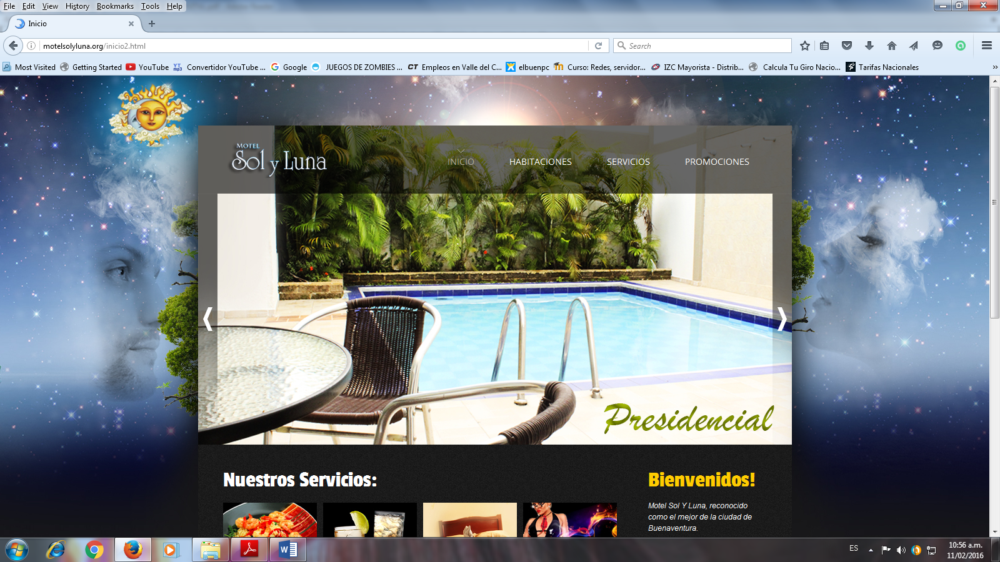 File Edit View History Bookmarks Tools Help
Inicio
motelsolyluna.org/inicio2.html
Search
Most Visited Getting Started YouTube Convertidor YouTube ... Google JUEGOS DE ZOMBIES ... Empleos en Valle del C... elbuenpc Curso: Redes, servidor... IZC Mayorista - Distrib... Calcula Tu Giro Nacio... Tarifas Nacionales
MOTEL
Sol y Luna
INICIO HABITACIONES SERVICIOS PROMOCIONES
Presidencial
Nuestros Servicios:
Bienvenidos!
Motel Sol Y Luna, reconocido
como el mejor de la ciudad de
Buenaventura.
ES
10:56 a.m.
11/02/2016